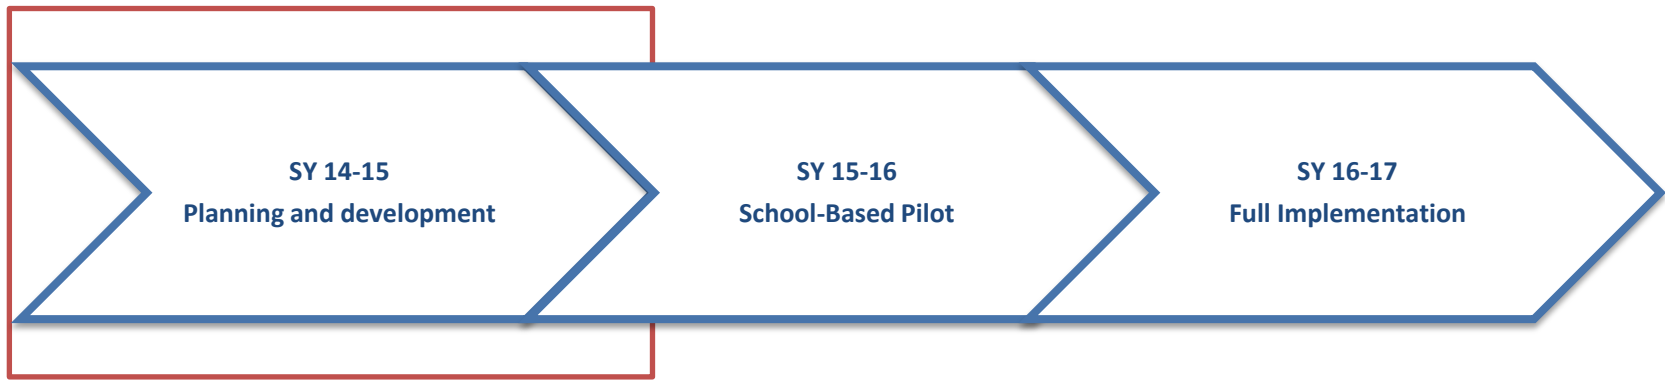 SY 14-15
Planning and development
SY 15-16
School-Based Pilot
SY 16-17
Full Implementation